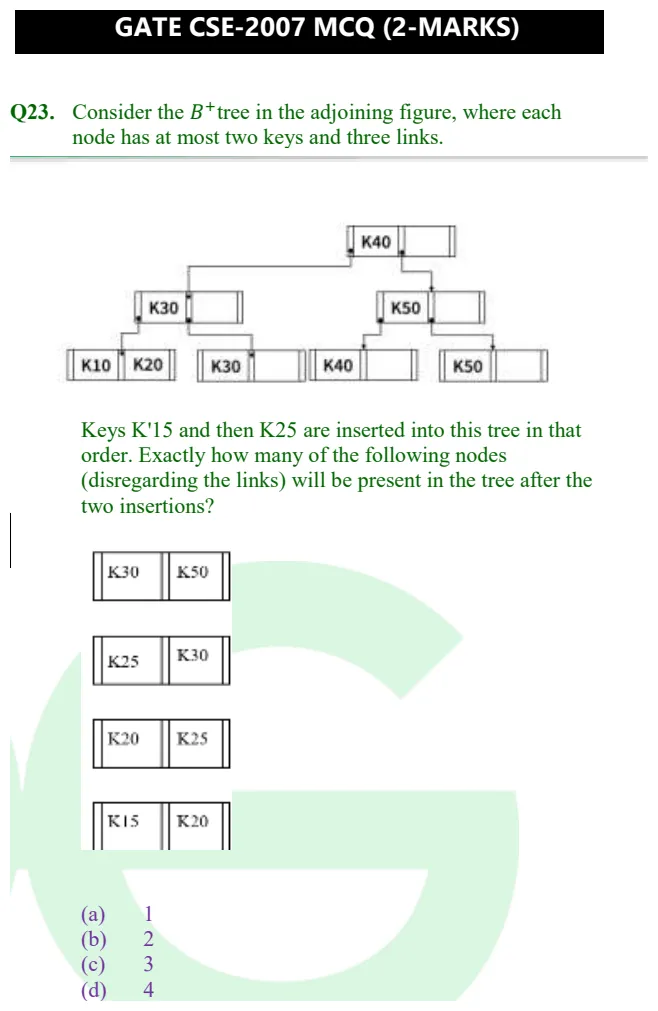 GATE CSE-2007 MCQ (2-MARKS)
Q23. Consider the B+tree in the adjoining figure, where each
node has at most two keys and three links.
K40
K30 K50
K10 K20 K30 K40 K50
Keys K'15 and then K25 are inserted into this tree in that
order. Exactly how many of the following nodes
(disregarding the links) will be present in the tree after the
two insertions?
K30 K50
K25 K30
K20 K25
K15 K20
(a) 1
(b) 2
(c) 3
(d) 4